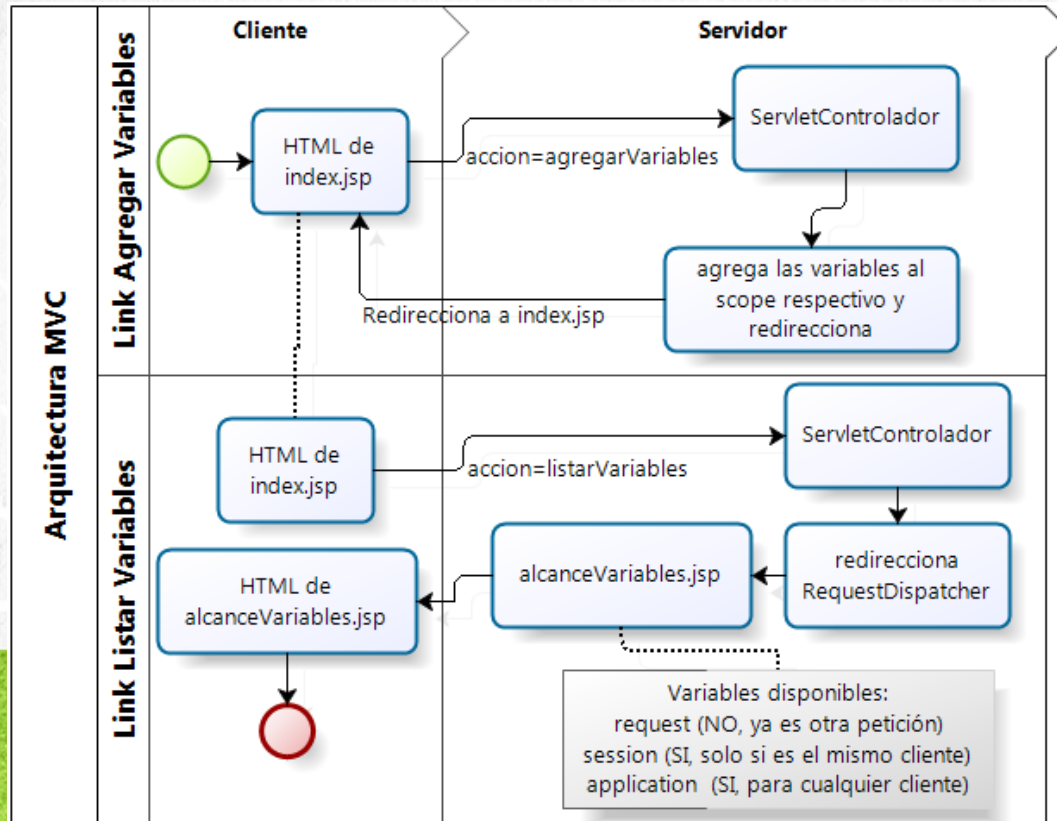 Arquitectura MVC
Cliente
Servidor
Link Agregar Variables
HTML de
index.jsp
accion=agregarVariables
ServletControlador
agrega las variables al
scope respectivo y
redirecciona
Redirecciona a index.jsp
Link Listar Variables
HTML de
index.jsp
accion=listarVariables
ServletControlador
redirecciona
RequestDispatcher
alcanceVariables.jsp
HTML de
alcanceVariables.jsp
Variables disponibles:
request (NO, ya es otra petición)
session (SI, solo si es el mismo cliente)
application (SI, para cualquier cliente)